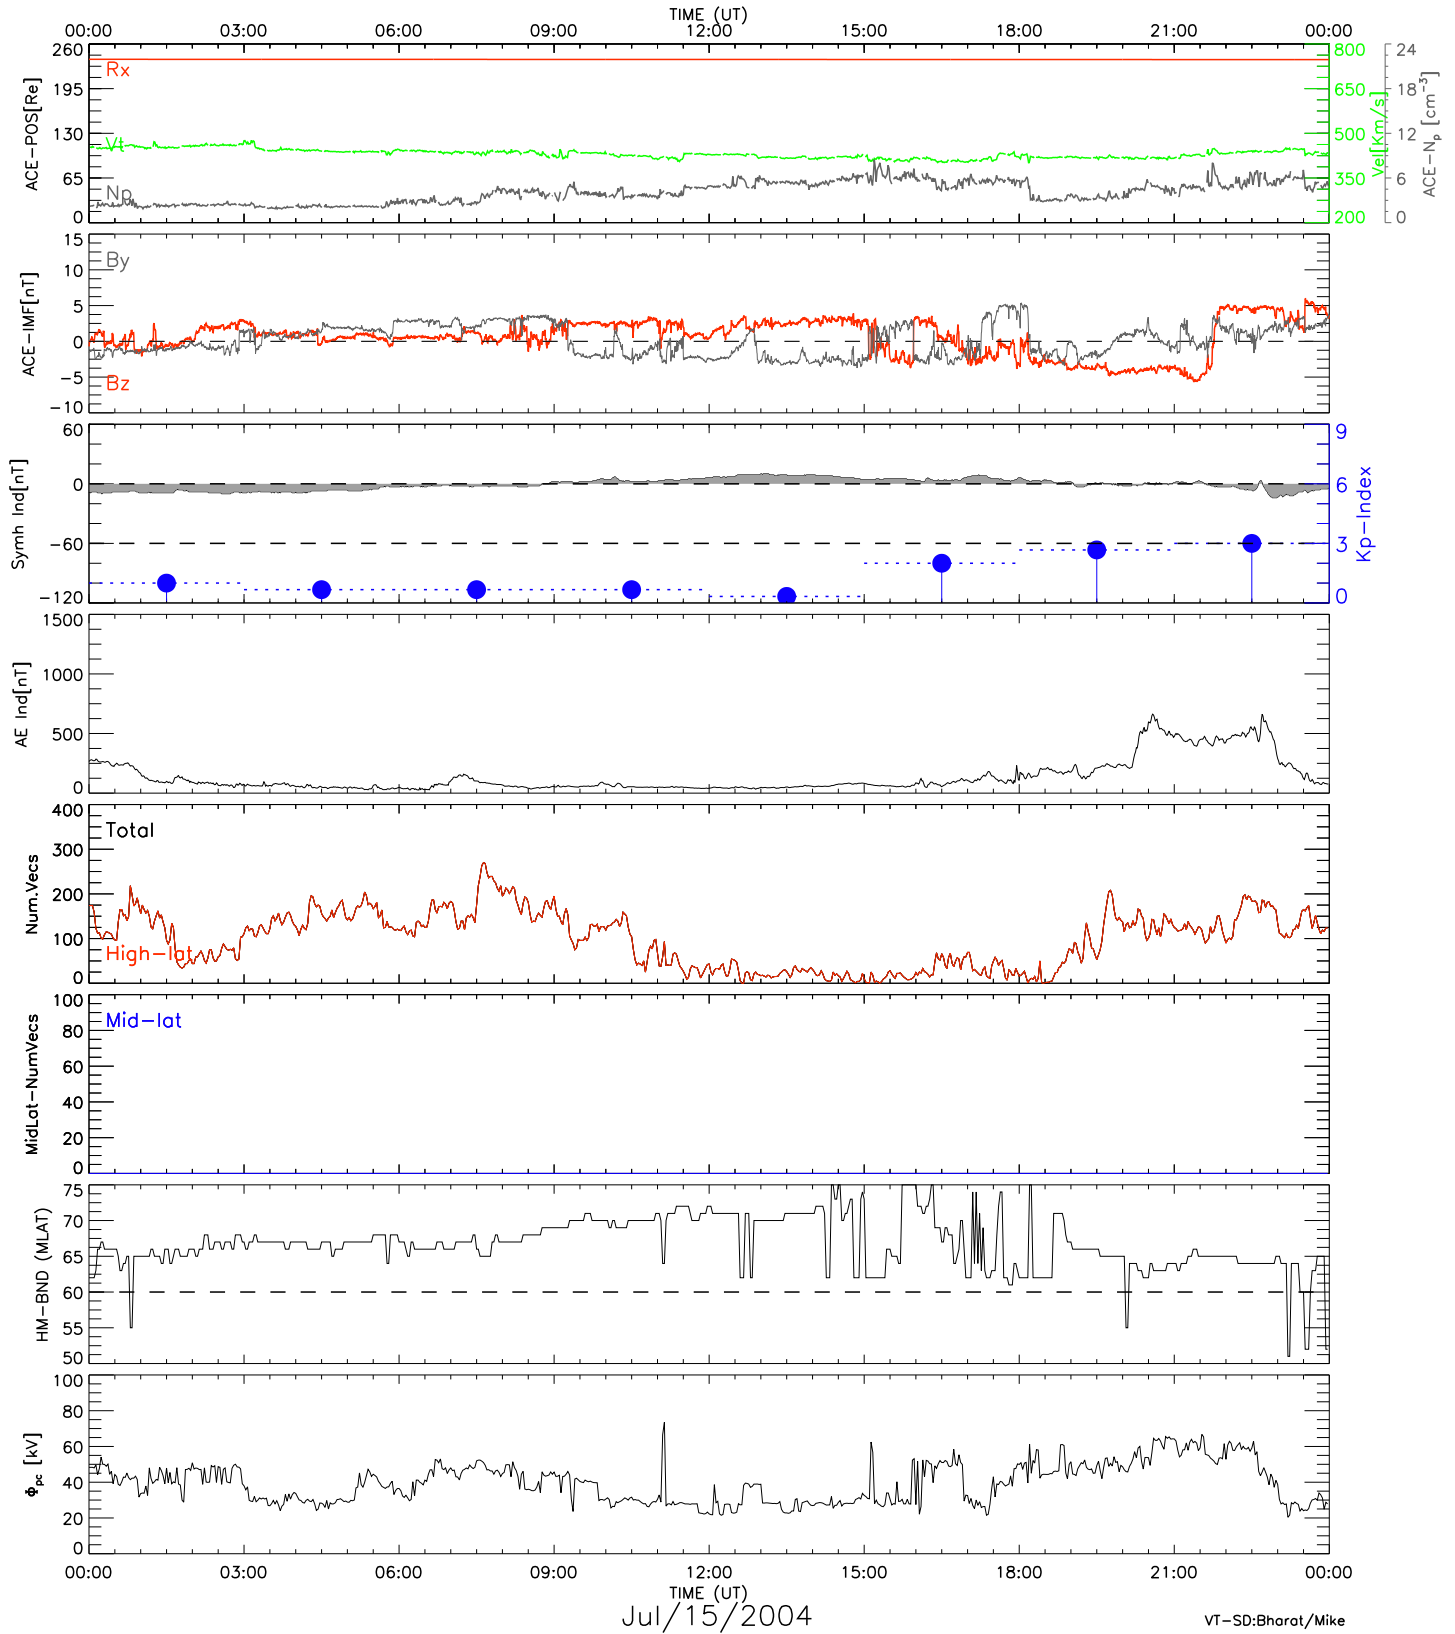 TIME (UT)
00:00 03:00 06:00 09:00 12:00 15:00 18:00 21:00 00:00
ACE-POS[Re]
260
195
130
65
0
Rx
Vt
Np
800
650
500
350
200
Vel[Km/s]
24
18
12
6
0
ACE-Np [cm-3]
ACE-IMF[nT]
15
10
5
0
-5
-10
By
Bz
Symh Ind[nT]
60
0
-60
-120
9
6
3
0
Kp-Index
AE Ind[nT]
1500
1000
500
0
Num.Vecs
400
300
200
100
0
Total
High-lat
MidLat-NumVecs
100
80
60
40
20
0
Mid-lat
HM-BND (MLAT)
75
70
65
60
55
50
Φpc [kV]
100
80
60
40
20
0
00:00 03:00 06:00 09:00 12:00 15:00 18:00 21:00 00:00
TIME (UT)
Jul/15/2004
VT-SD:Bharat/Mike